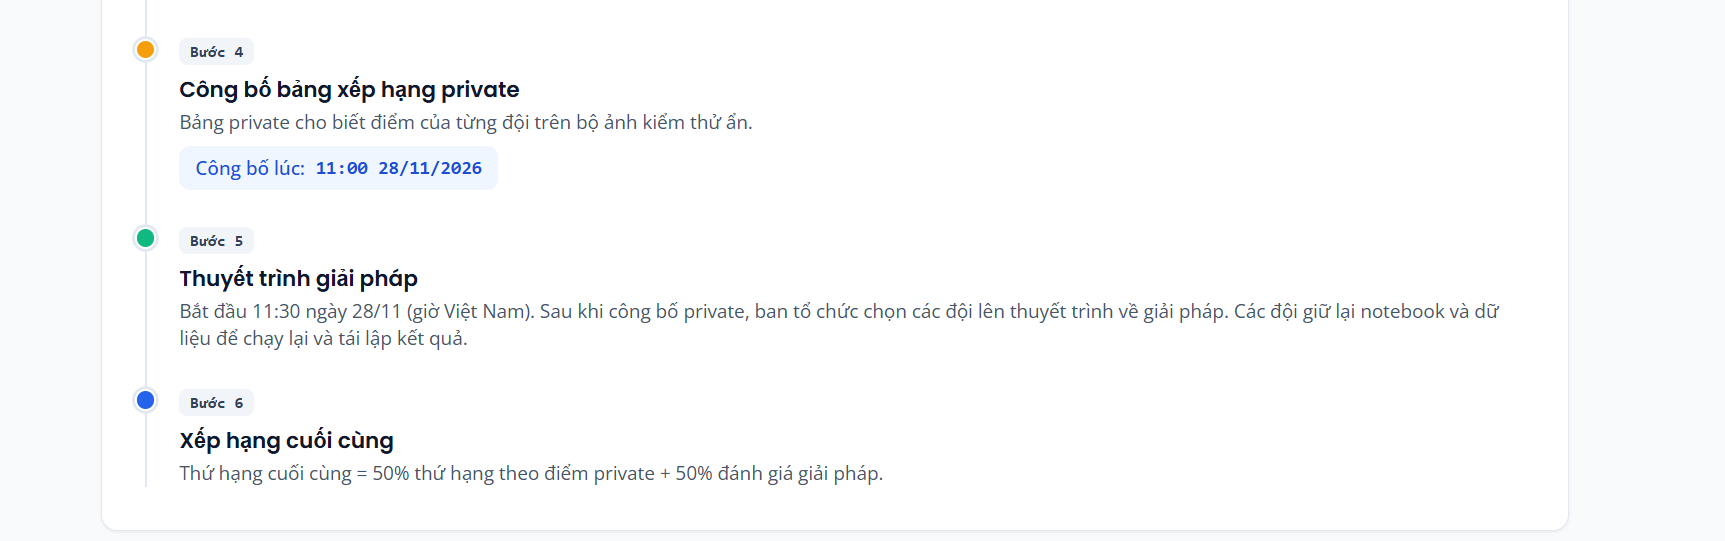 Bước 4
Công bố bảng xếp hạng private
Bảng private cho biết điểm của từng đội trên bộ ảnh kiểm thử ẩn.
Công bố lúc: 11:00 28/11/2026
Bước 5
Thuyết trình giải pháp
Bắt đầu 11:30 ngày 28/11 (giờ Việt Nam). Sau khi công bố private, ban tổ chức chọn các đội lên thuyết trình về giải pháp. Các đội giữ lại notebook và dữ
liệu để chạy lại và tái lập kết quả.
Bước 6
Xếp hạng cuối cùng
Thứ hạng cuối cùng = 50% thứ hạng theo điểm private + 50% đánh giá giải pháp.